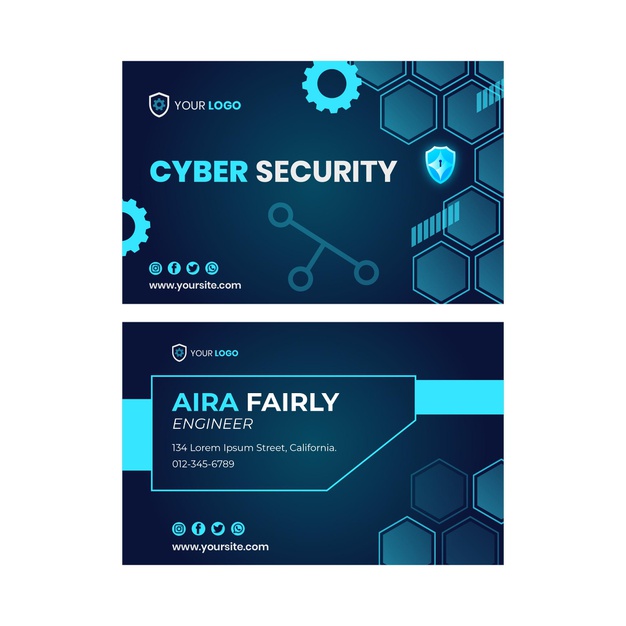 YOUR LOGO
CYBER SECURITY
www.yoursite.com
YOUR LOGO
AIRA FAIRLY
ENGINEER
134 Lorem Ipsum Street, California.
012-345-6789
www.yoursite.com